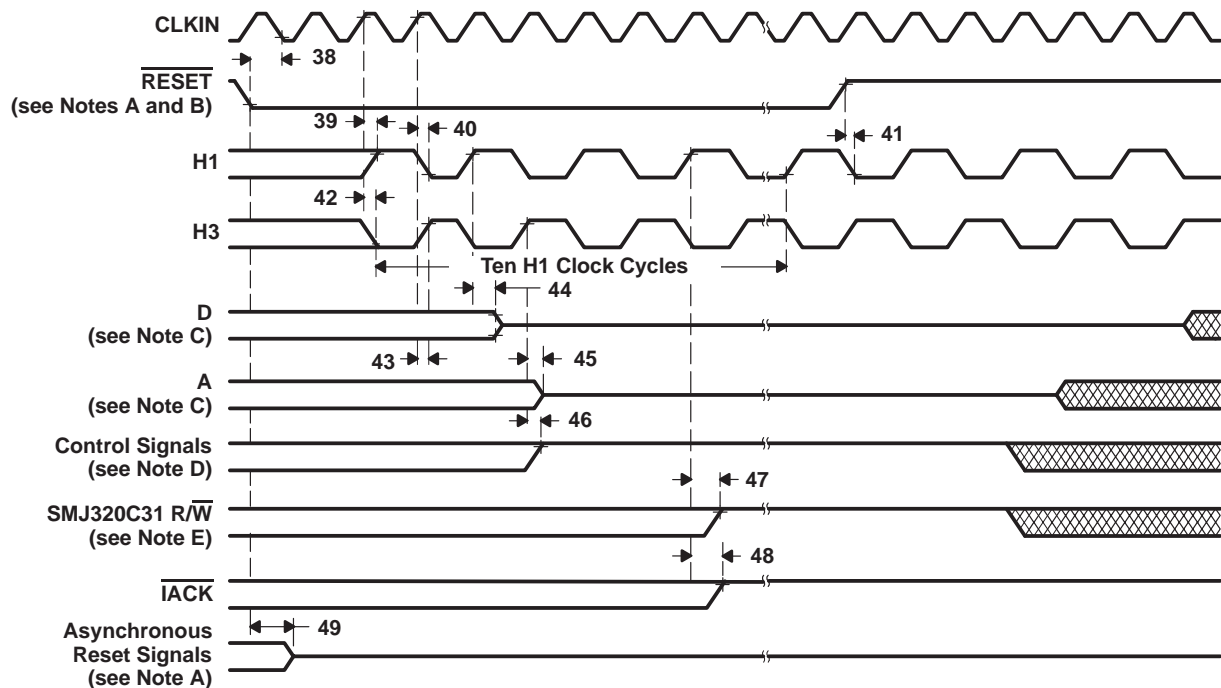 CLKIN
38
RESET
(see Notes A and B)
39
40
41
H1
42
H3
Ten H1 Clock Cycles
44
D
(see Note C)
43
45
A
(see Note C)
46
Control Signals
(see Note D)
47
SMJ320C31 R/W
(see Note E)
48
IACK
49
Asynchronous
Reset Signals
(see Note A)